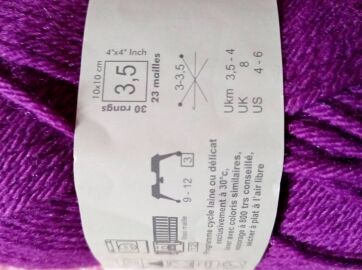 4"x4" Inch
10x10 cm
3,5
23 mailles
30 rangs
3-3,5
Ukm 3,5 - 4
UK 8
US 4 - 6
3
9 - 12
Programme cycle laine ou délicat
exclusivement à 30°c,
laver avec coloris similaires,
essorage à 800 trs conseillé,
sécher à plat à l'air libre